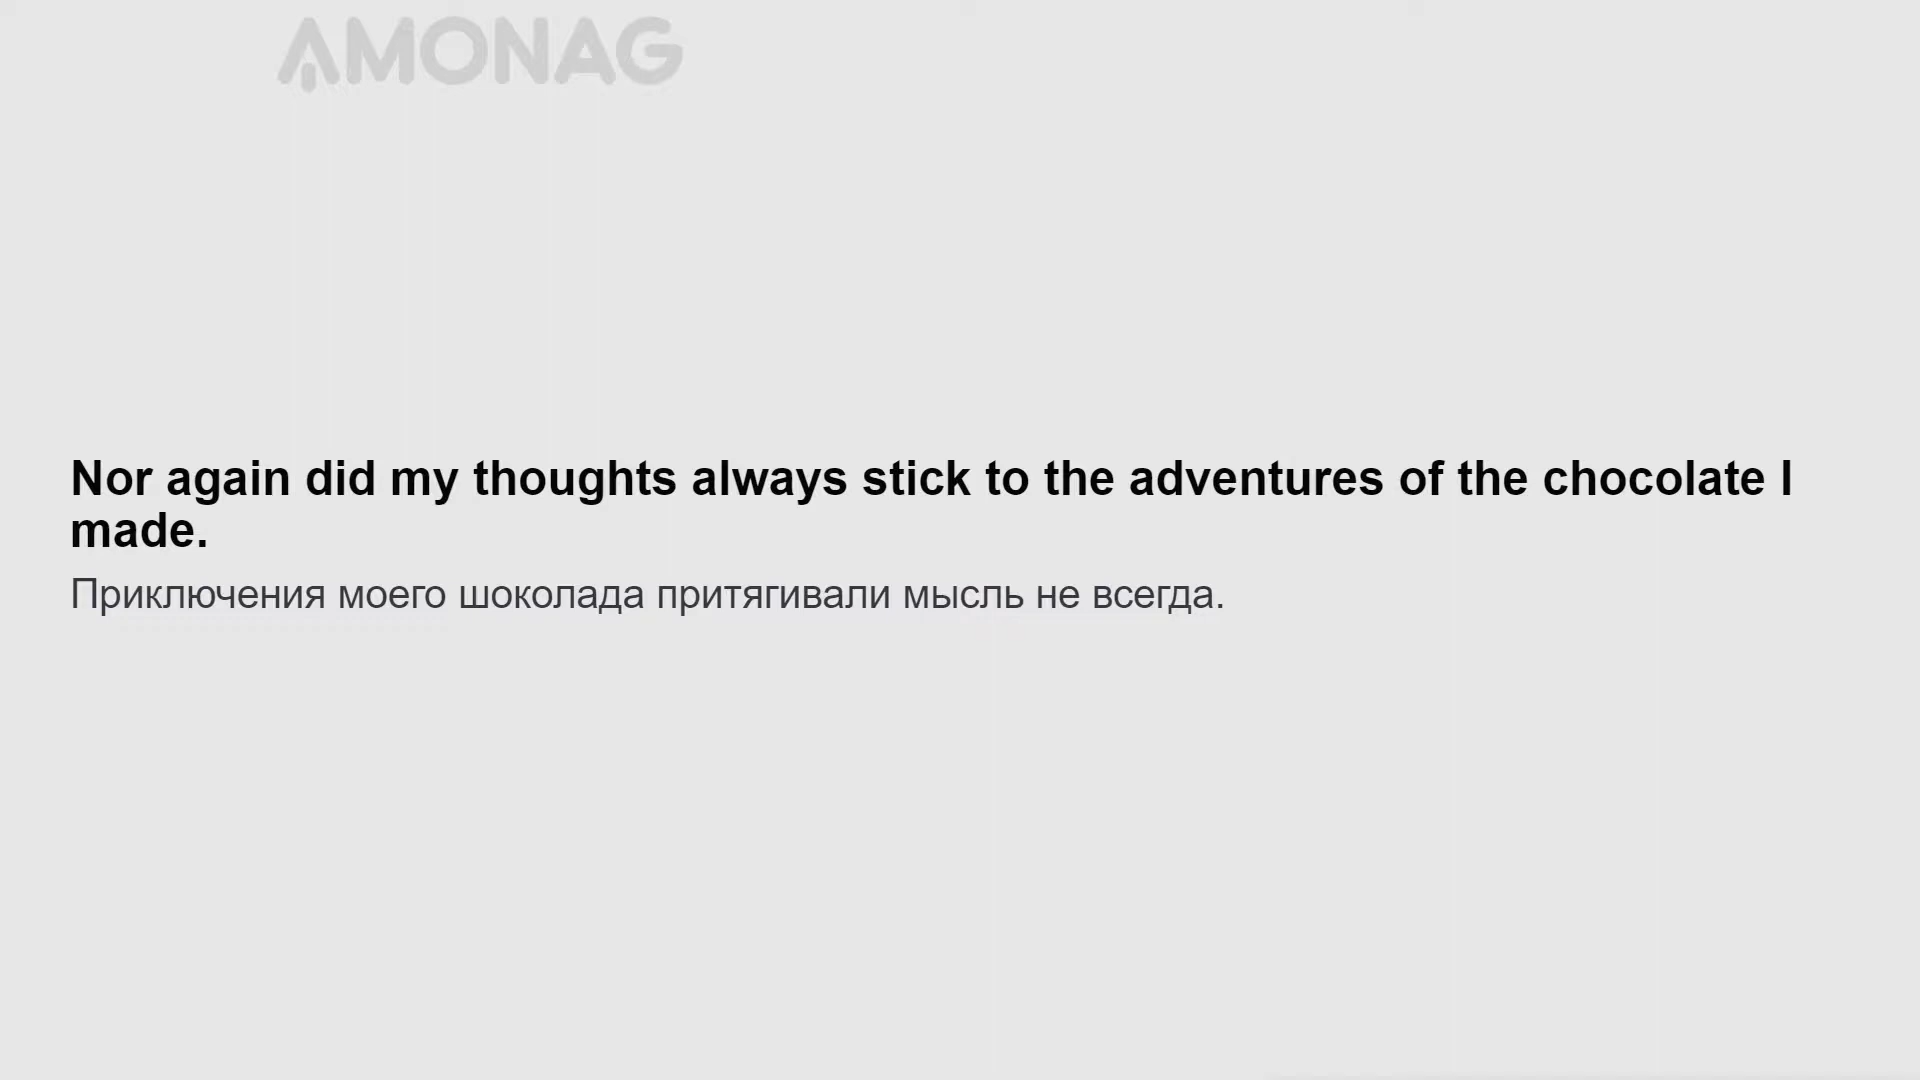 AMONAG
Nor again did my thoughts always stick to the adventures of the chocolate I
made.
Приключения моего шоколада притягивали мысль не всегда.